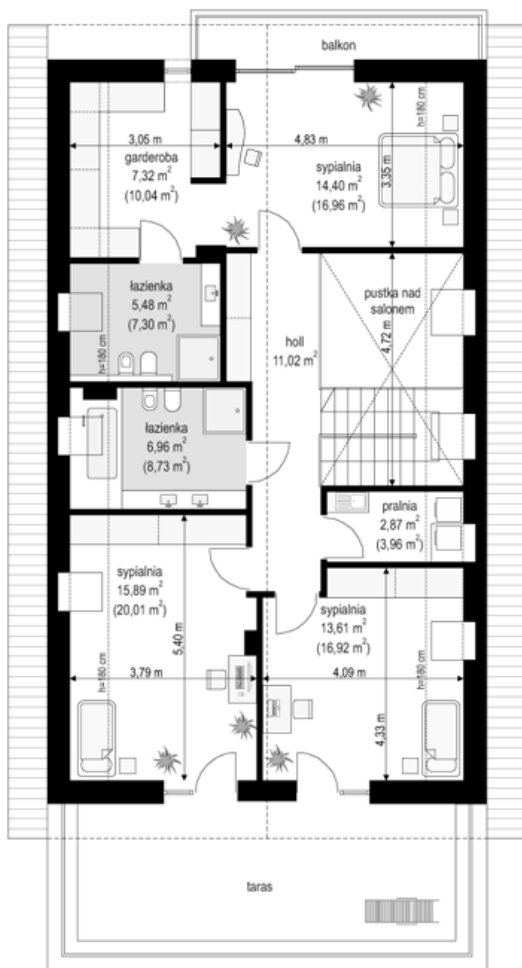 balkon
h=180 cm
h=180 cm
3,05 m
garderoba
7,32 m²
(10,04 m²)
4,83 m
sypialnia
14,40 m²
(16,96 m²)
3,35 m
łazienka
5,48 m²
(7,30 m²)
h=180 cm
holl
11,02 m²
pustka nad
salonem
4,72 m
łazienka
6,96 m²
(8,73 m²)
pralnia
2,87 m²
(3,96 m²)
sypialnia
15,89 m²
(20,01 m²)
5,40 m
3,79 m
h=180 cm
sypialnia
13,61 m²
(16,92 m²)
4,09 m
h=180 cm
4,33 m
taras